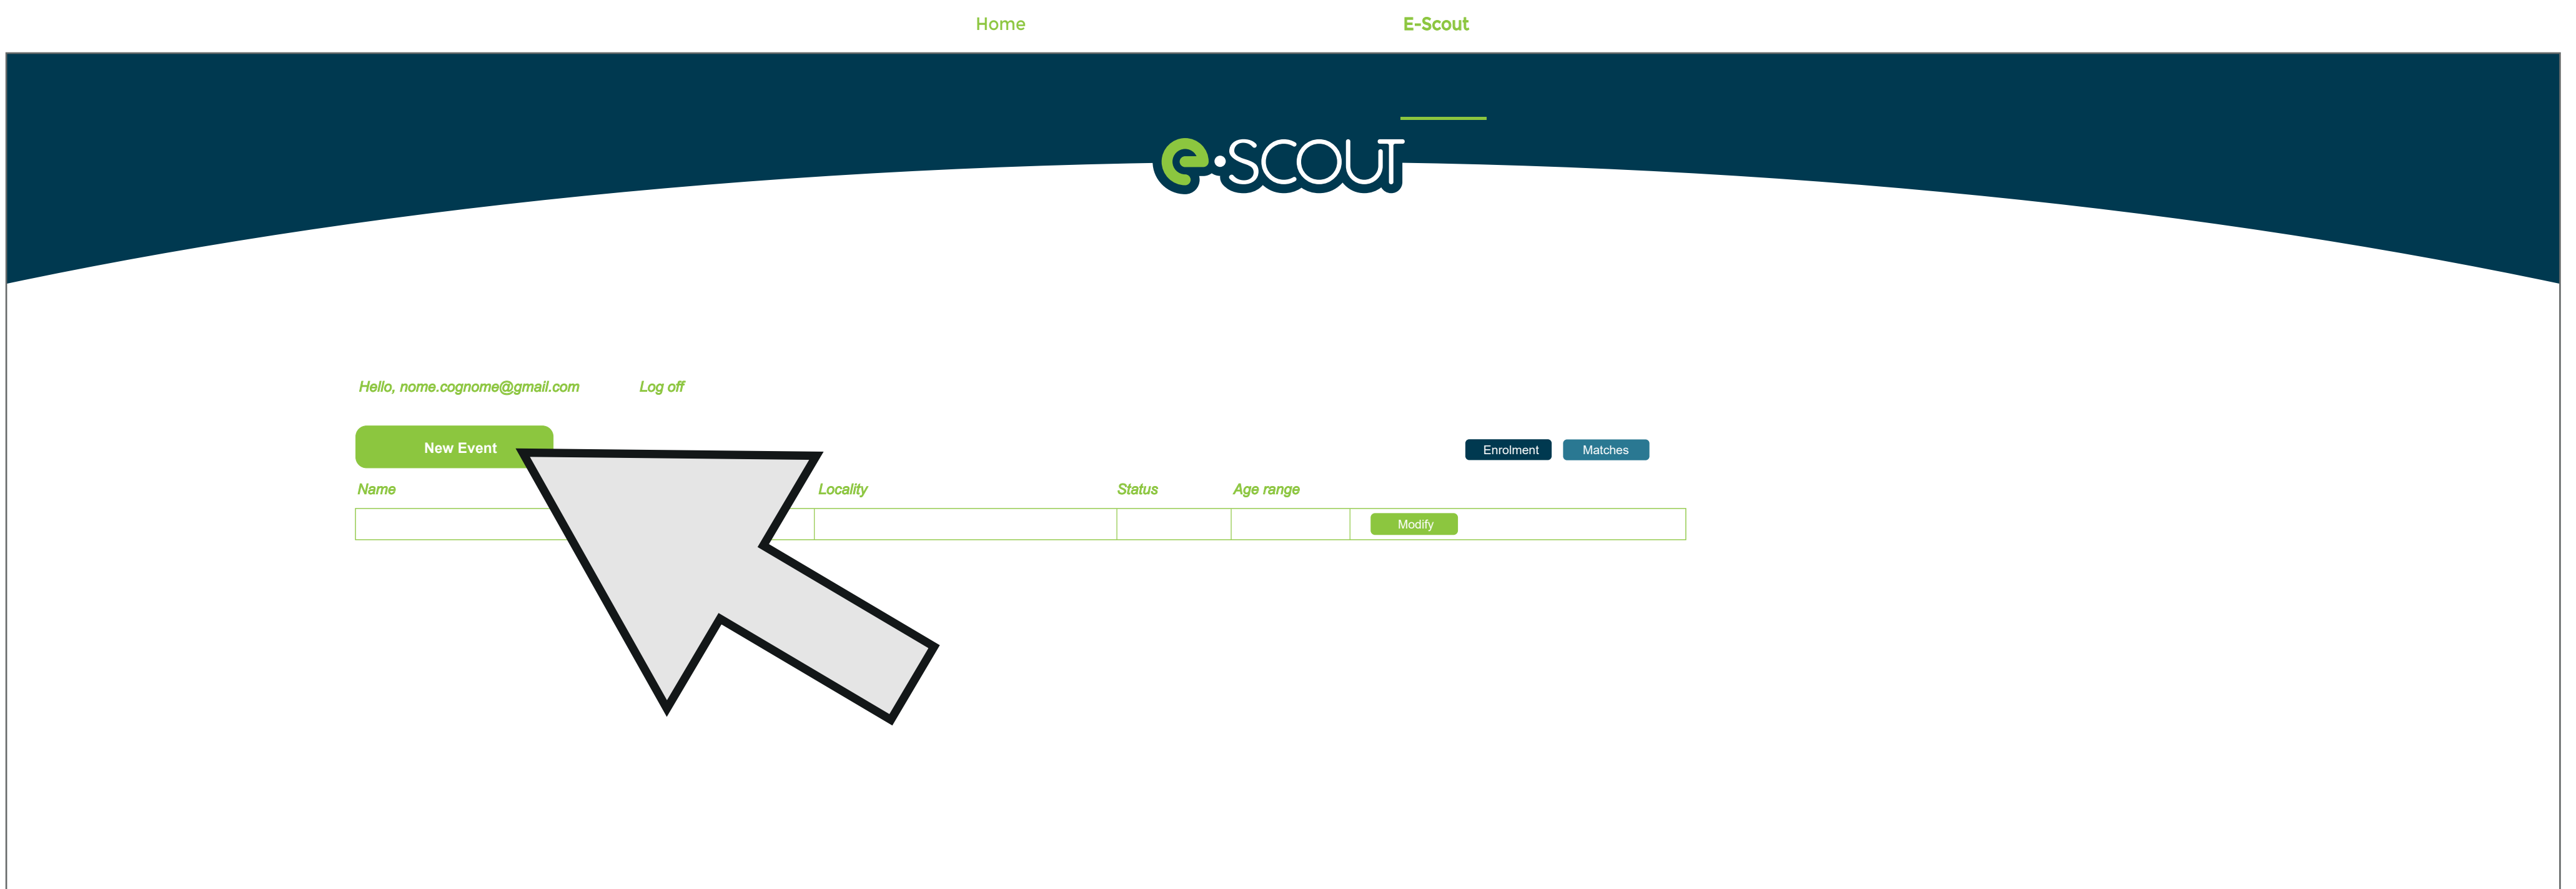 Home E-Scout
e·scout
Hello, nome.cognome@gmail.com Log off
New Event Enrolment Matches
Name Locality Status Age range
Modify